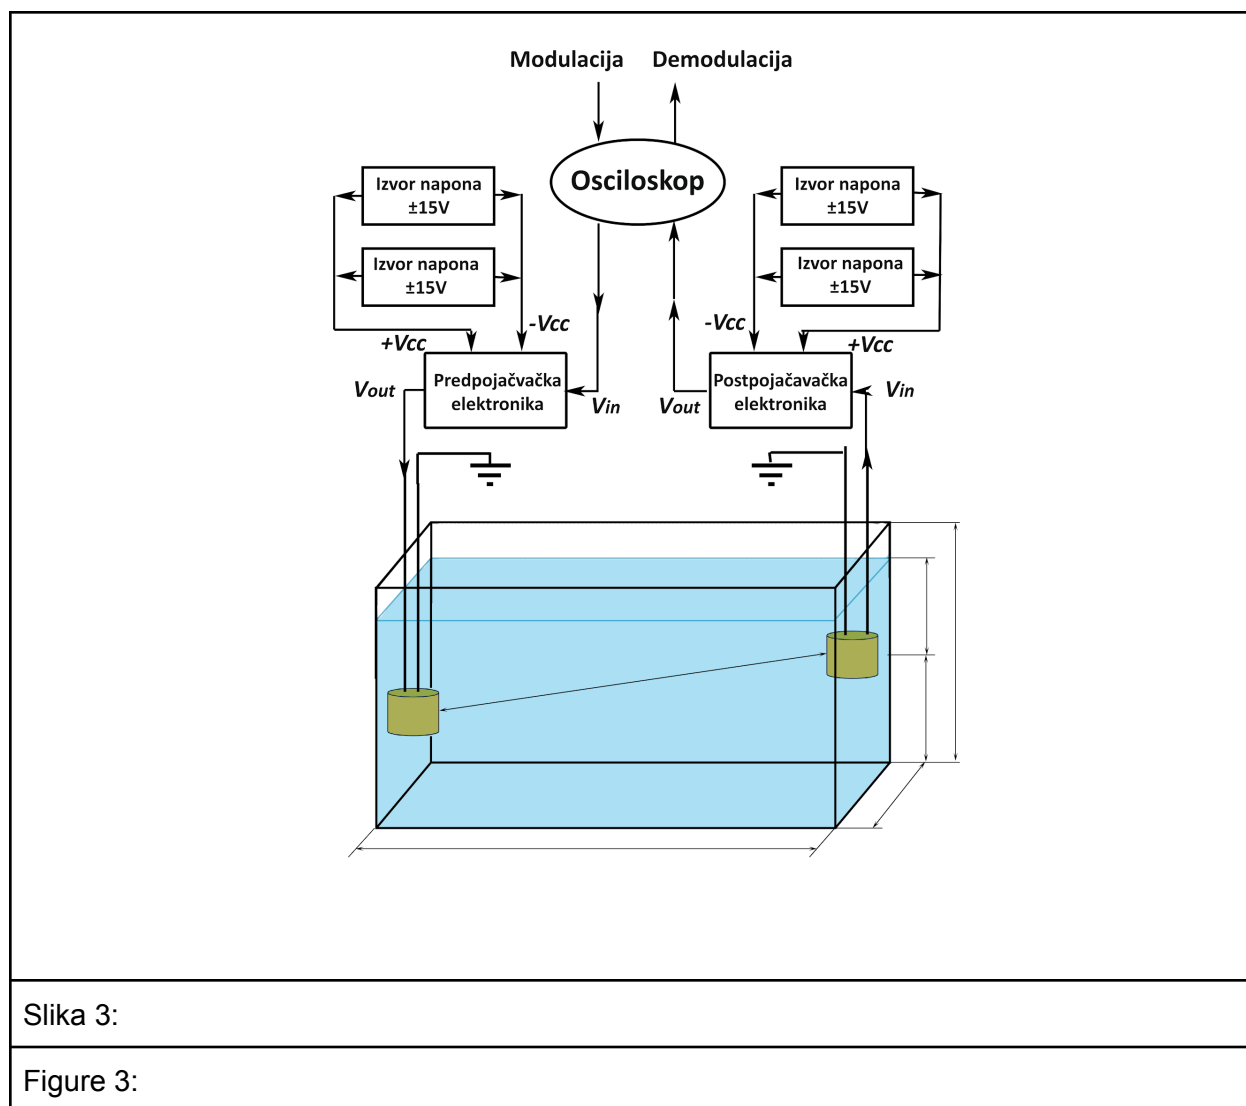 Modulacija Demodulacija
Osciloskop
Izvor napona
±15V
Izvor napona
±15V
Izvor napona
±15V
Izvor napona
±15V
+Vcc
-Vcc
-Vcc
+Vcc
Vout
Predpojačvačka
elektronika
Vin
Vout
Postpojačavačka
elektronika
Vin
Slika 3:
Figure 3: